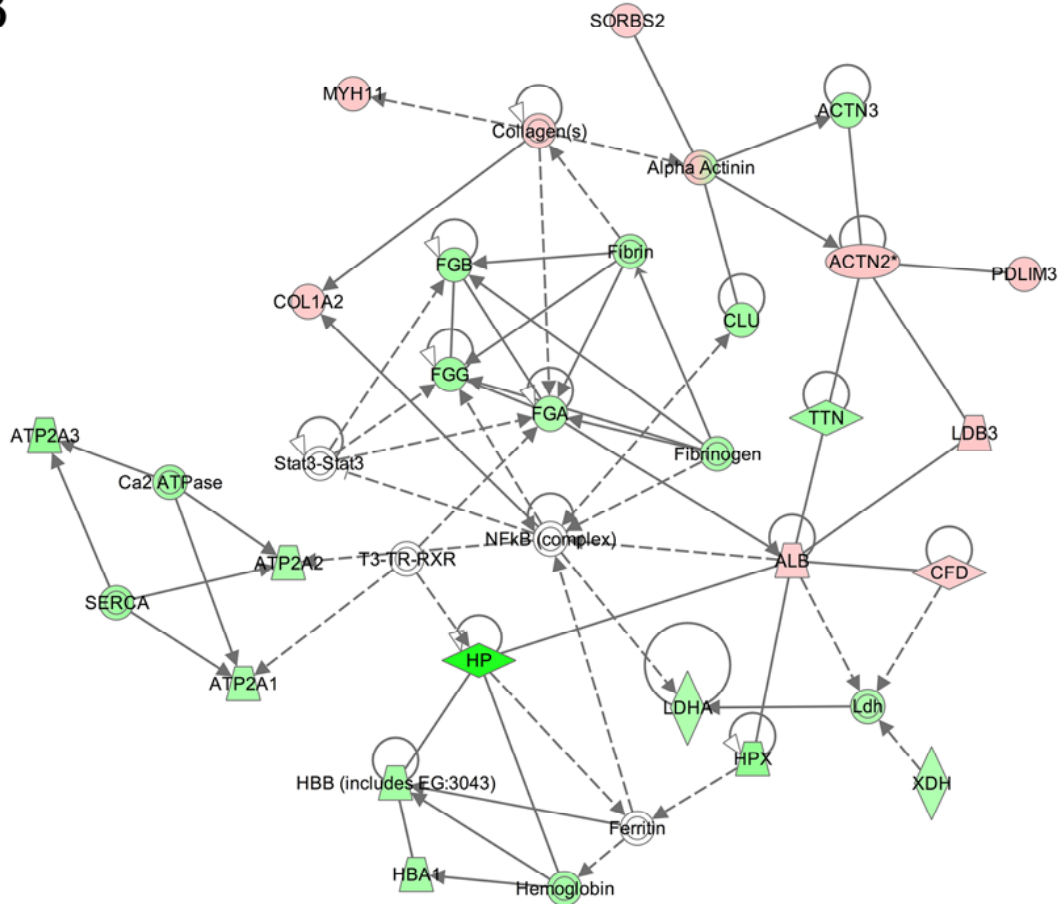 SORBS2
MYH11
Collagen(s)
ACTN3
Alpha Actinin
FGB
Fibrin
ACTN2*
PDLIM3
COL1A2
CLU
FGG
FGA
TTN
LDB3
ATP2A3
Stat3-Stat3
Fibrinogen
Ca2 ATPase
NFkB (complex)
T3-TR-RXR
ATP2A2
ALB
CFD
SERCA
HP
ATP2A1
LDHA
Ldh
HPX
HBB (includes EG:3043)
XDH
Ferritin
HBA1
Hemoglobin